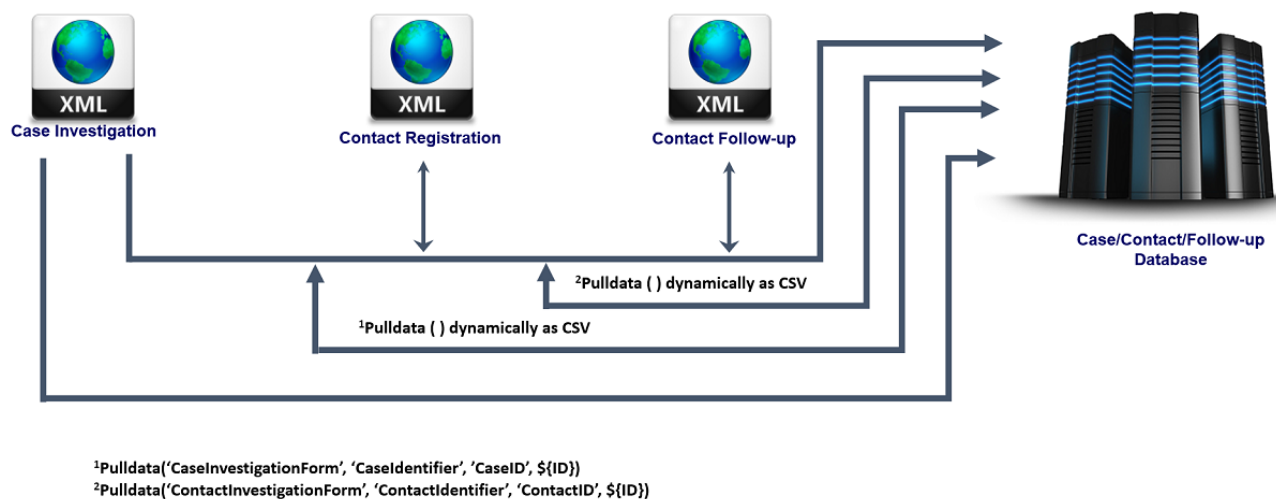 XML
XML
XML
Case Investigation
Contact Registration
Contact Follow-up
Case/Contact/Follow-up
Database
²Pulldata ( ) dynamically as CSV
¹Pulldata ( ) dynamically as CSV
¹Pulldata(‘CaseInvestigationForm’, ‘CaseIdentifier’, ’CaseID’, ${ID})
²Pulldata(‘ContactInvestigationForm’, ‘ContactIdentifier’, ‘ContactID’, ${ID})